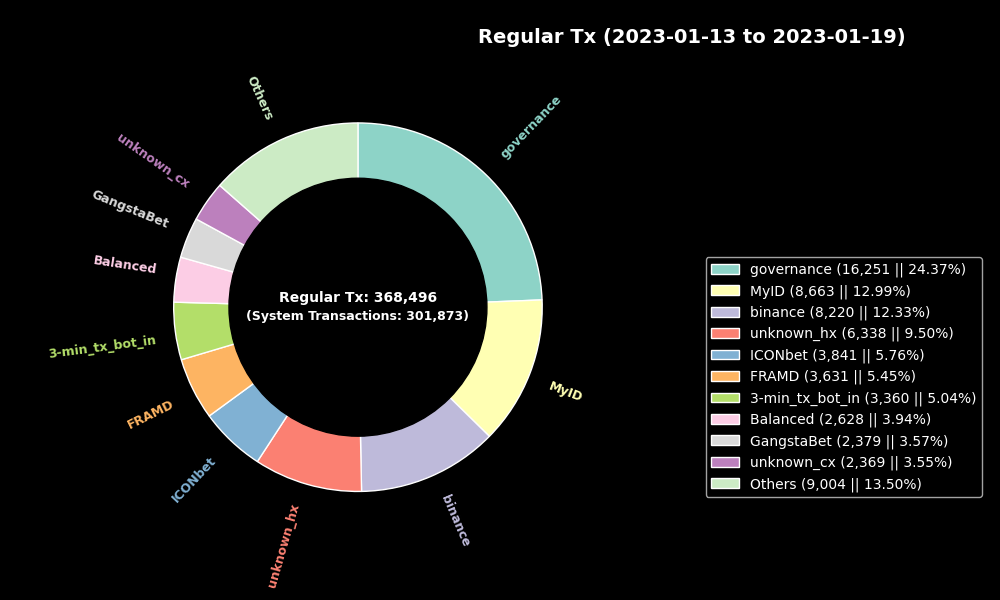 Regular Tx (2023-01-13 to 2023-01-19)
Others
governance
unknown_cx
GangstaBet
Balanced
3-min_tx_bot_in
FRAMD
ICONbet
unknown_hx
binance
MyID
Regular Tx: 368,496
(System Transactions: 301,873)
governance (16,251 || 24.37%)
MyID (8,663 || 12.99%)
binance (8,220 || 12.33%)
unknown_hx (6,338 || 9.50%)
ICONbet (3,841 || 5.76%)
FRAMD (3,631 || 5.45%)
3-min_tx_bot_in (3,360 || 5.04%)
Balanced (2,628 || 3.94%)
GangstaBet (2,379 || 3.57%)
unknown_cx (2,369 || 3.55%)
Others (9,004 || 13.50%)